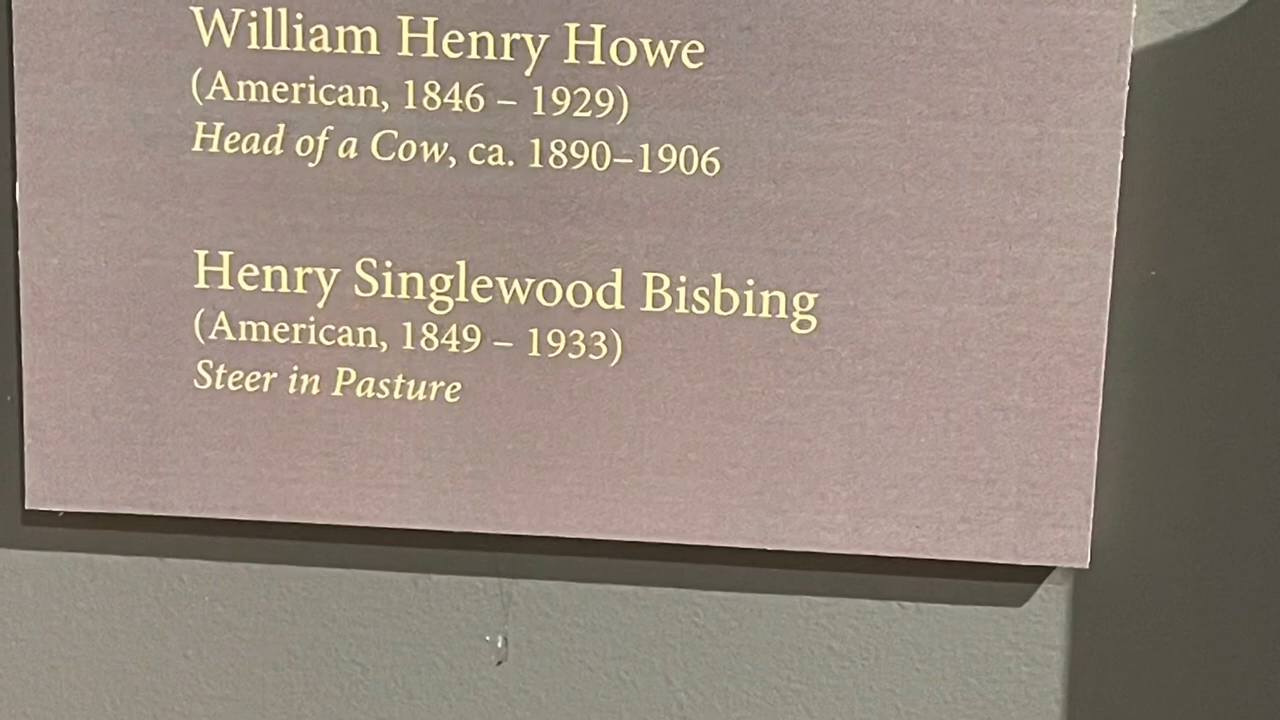 William Henry Howe
(American, 1846 – 1929)
Head of a Cow, ca. 1890–1906
Henry Singlewood Bisbing
(American, 1849 – 1933)
Steer in Pasture